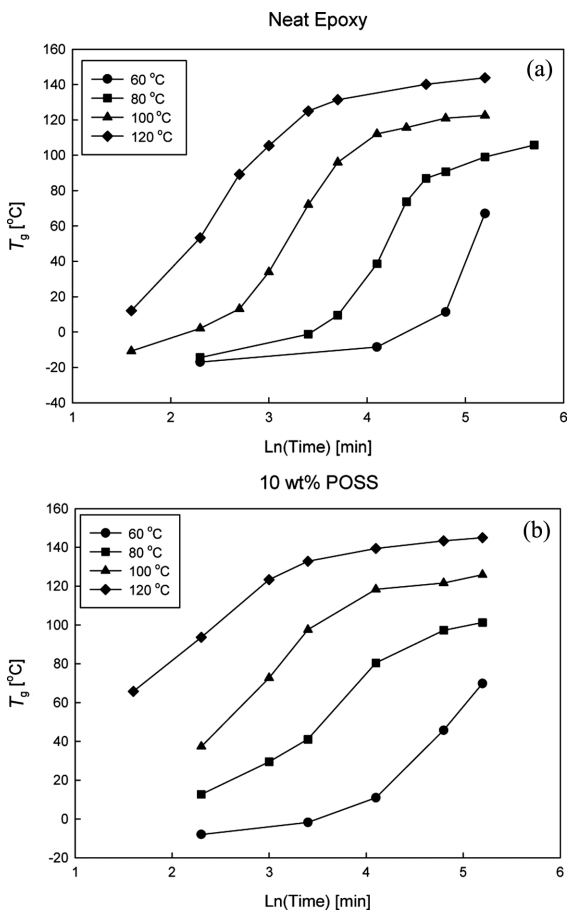 Neat Epoxy
(a)
60 °C
80 °C
100 °C
120 °C
160
140
120
100
80
60
40
20
0
-20
-40
Tg [°C]
1 2 3 4 5 6
Ln(Time) [min]
10 wt% POSS
(b)
60 °C
80 °C
100 °C
120 °C
160
140
120
100
80
60
40
20
0
-20
Tg [°C]
1 2 3 4 5 6
Ln(Time) [min]